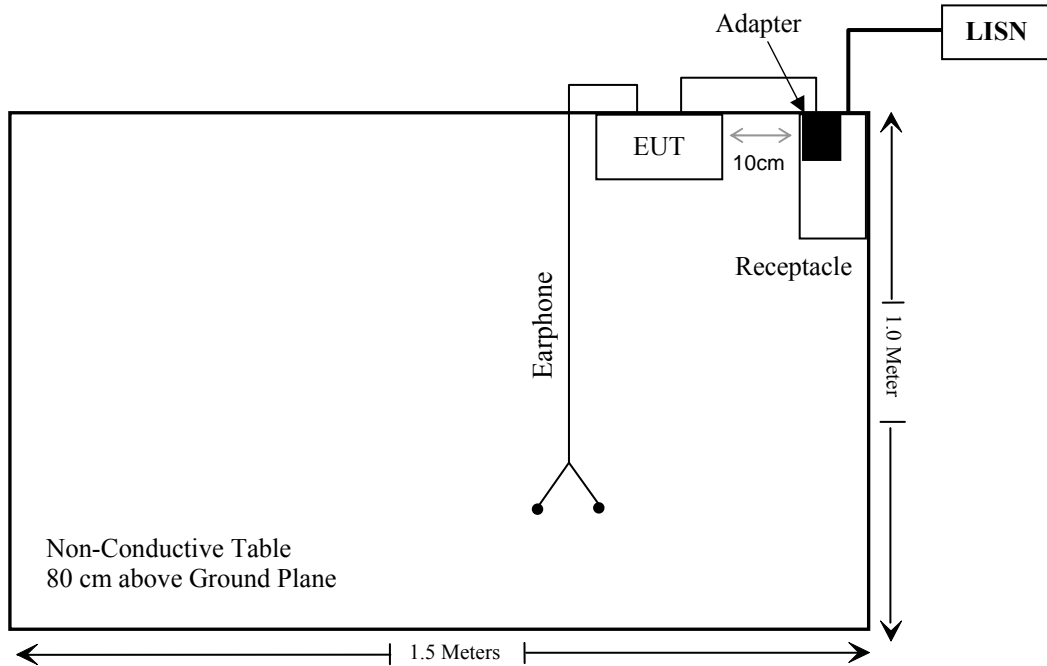 Adapter
LISN
EUT
10cm
Receptacle
Earphone
1.0 Meter
Non-Conductive Table
80 cm above Ground Plane
1.5 Meters